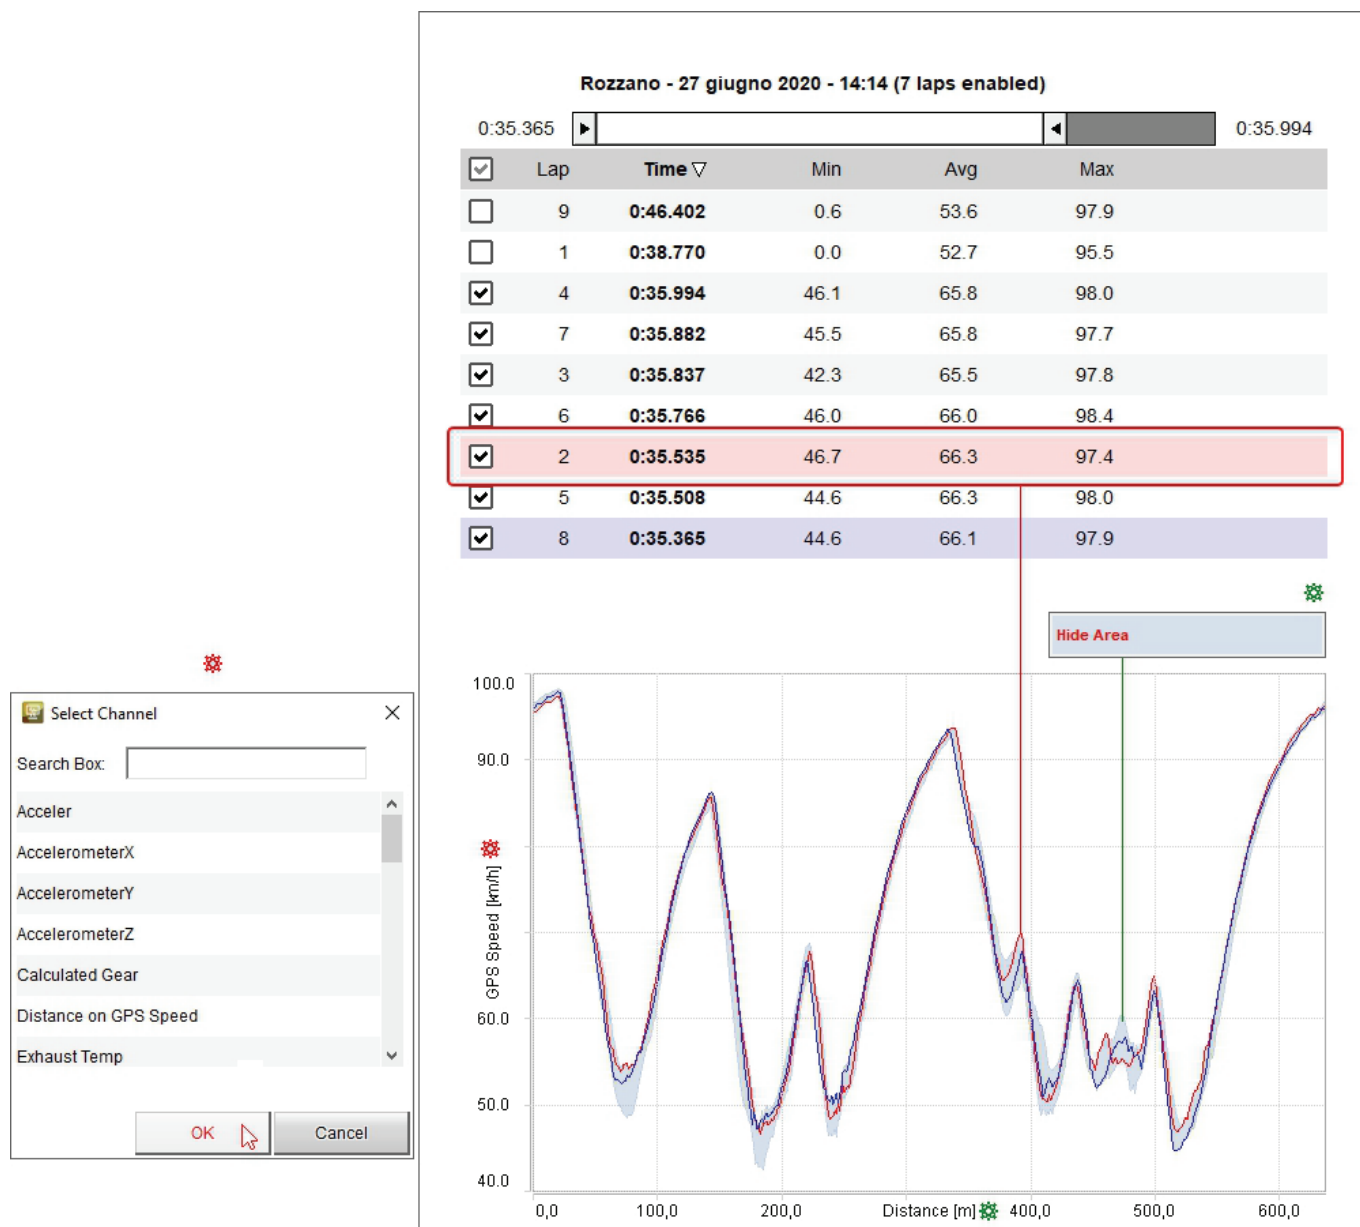 Rozzano - 27 giugno 2020 - 14:14 (7 laps enabled)
0:35.365 0:35.994
Lap Time Min Avg Max
9 0:46.402 0.6 53.6 97.9
1 0:38.770 0.0 52.7 95.5
4 0:35.994 46.1 65.8 98.0
7 0:35.882 45.5 65.8 97.7
3 0:35.837 42.3 65.5 97.8
6 0:35.766 46.0 66.0 98.4
2 0:35.535 46.7 66.3 97.4
5 0:35.508 44.6 66.3 98.0
8 0:35.365 44.6 66.1 97.9
Hide Area
Select Channel
Search Box:
Acceler
AccelerometerX
AccelerometerY
AccelerometerZ
Calculated Gear
Distance on GPS Speed
Exhaust Temp
OK Cancel
100.0
90.0
GPS Speed [km/h]
60.0
50.0
40.0
0,0 100,0 200,0 Distance [m] 400,0 500,0 600,0